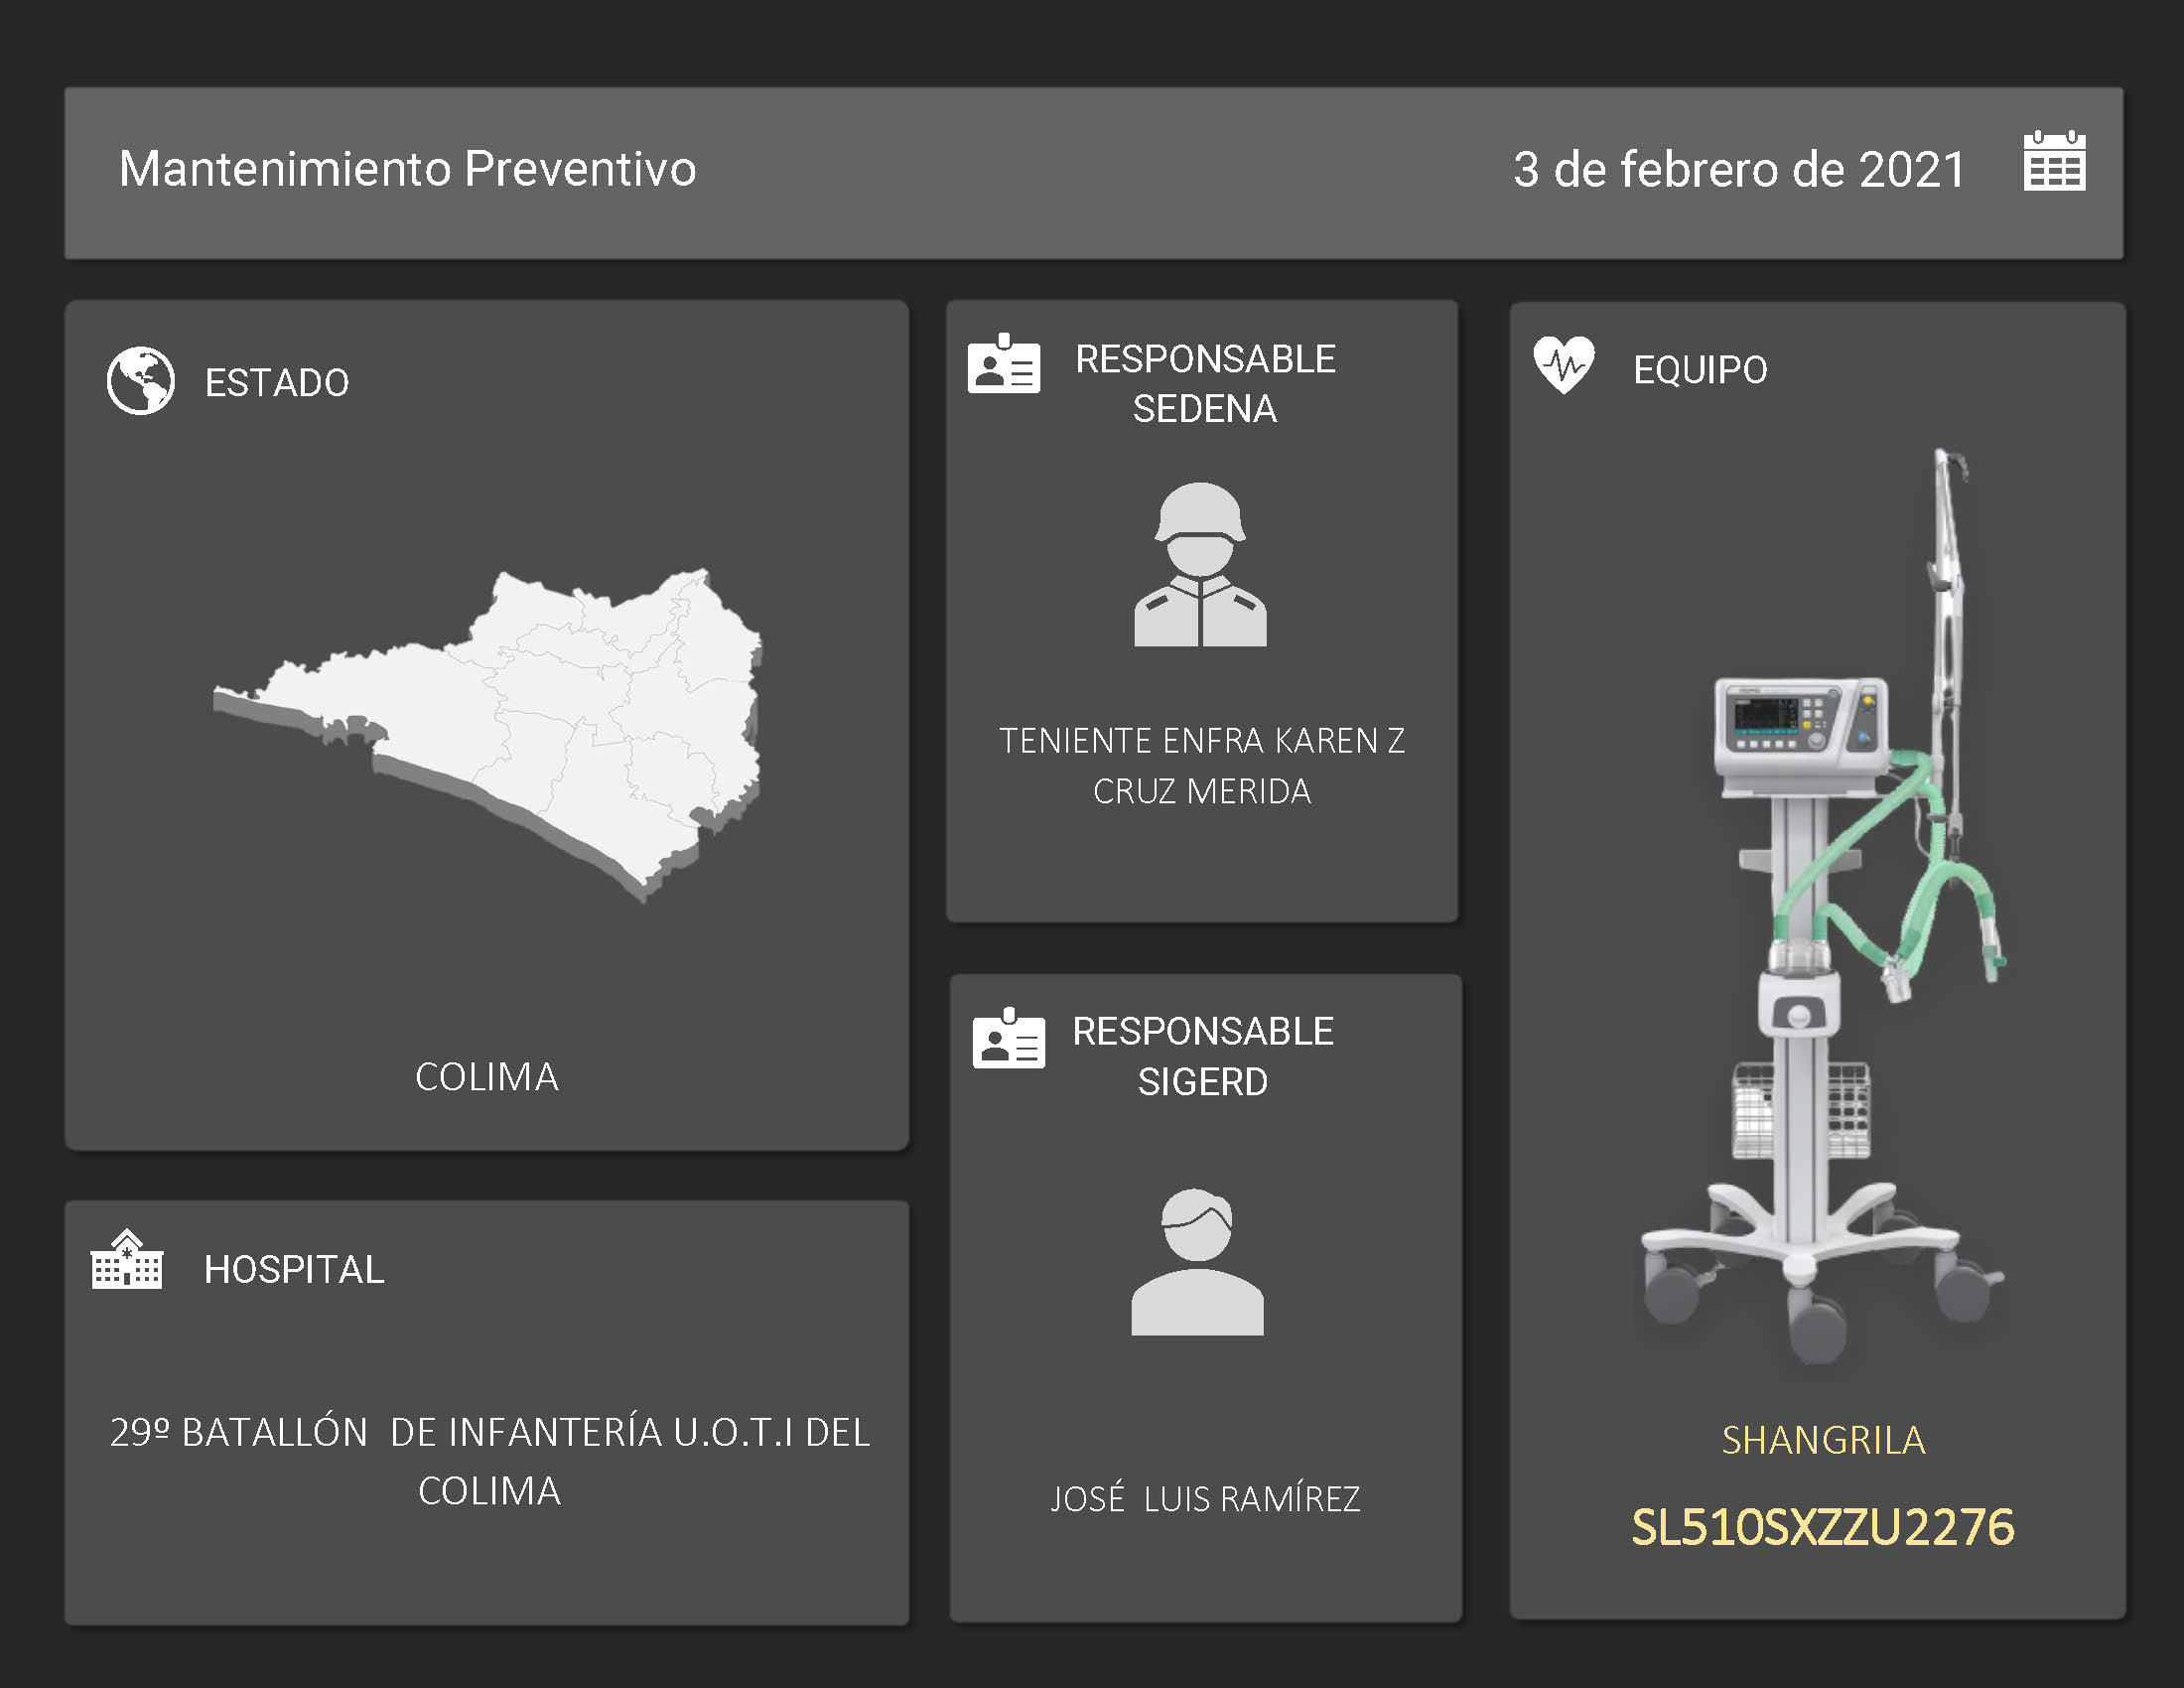 Mantenimiento Preventivo
3 de febrero de 2021
ESTADO
COLIMA
HOSPITAL
29º BATALLÓN  DE INFANTERÍA U.O.T.I DEL
COLIMA
RESPONSABLE
SEDENA
TENIENTE ENFRA KAREN Z
CRUZ MERIDA
RESPONSABLE
SIGERD
JOSÉ  LUIS RAMÍREZ
EQUIPO
SHANGRILA
SL510SXZZU2276